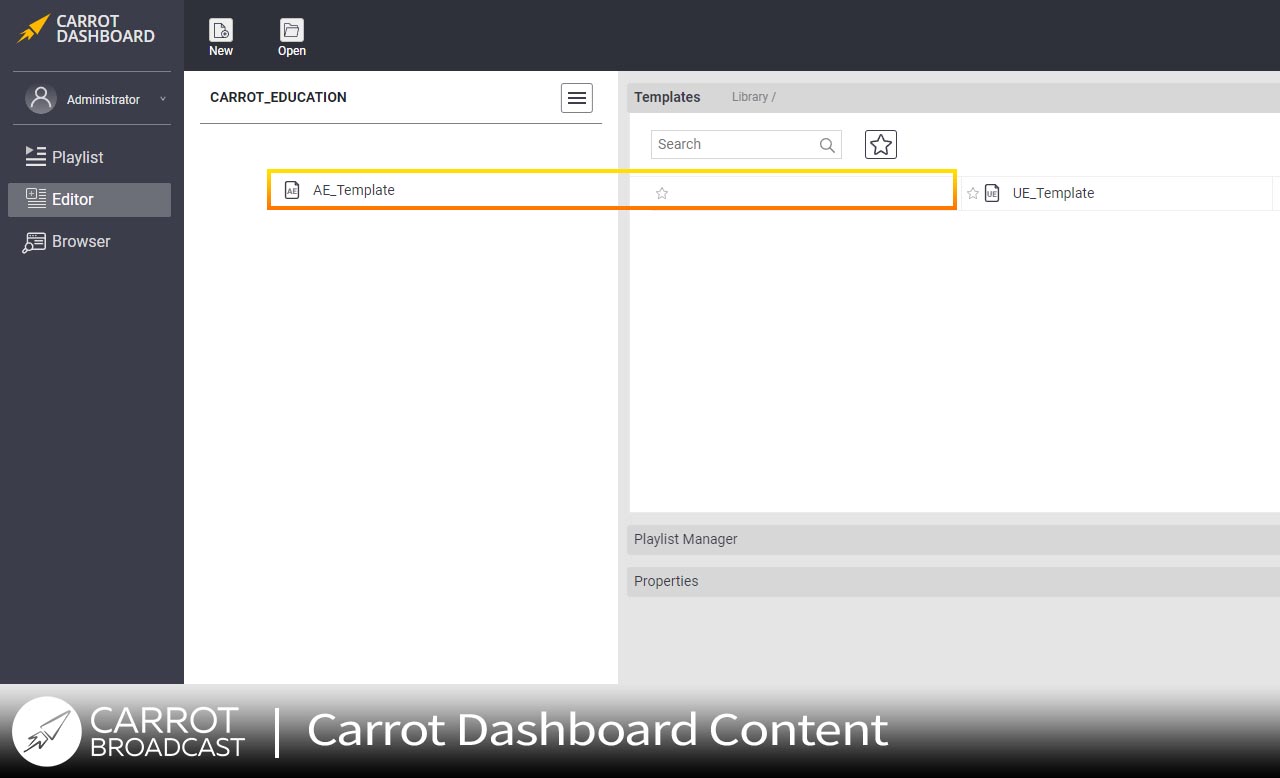 CARROT
DASHBOARD
New
Open
Administrator
CARROT_EDUCATION
Templates
Library /
Playlist
Search
AE
AE_Template
UE
UE_Template
Editor
Browser
Playlist Manager
Properties
CARROT
BROADCAST
Carrot Dashboard Content